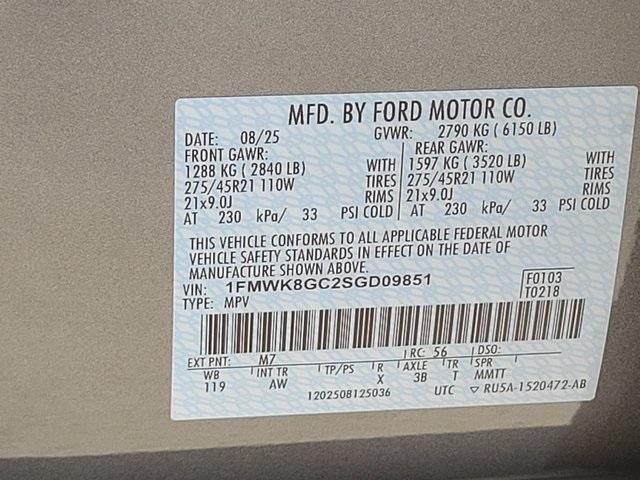 MFD. BY FORD MOTOR CO.
DATE: 08/25 GVWR: 2790 KG ( 6150 LB)
FRONT GAWR: REAR GAWR:
1288 KG ( 2840 LB) WITH 1597 KG ( 3520 LB) WITH
275/45R21 110W TIRES 275/45R21 110W TIRES
21x9.0J RIMS 21x9.0J RIMS
AT 230 kPa/ 33 PSI COLD AT 230 kPa/ 33 PSI COLD
THIS VEHICLE CONFORMS TO ALL APPLICABLE FEDERAL MOTOR
VEHICLE SAFETY STANDARDS IN EFFECT ON THE DATE OF
MANUFACTURE SHOWN ABOVE.
VIN: 1FMWK8GC2SGD09851 F0103
TYPE: MPV T0218
EXT PNT: M7 RC: 56 DSO:
WB INT TR TP/PS R AXLE TR SPR
119 AW X 3B T MMTT
1202508125036 UTC ▽ RU5A-1520472-AB